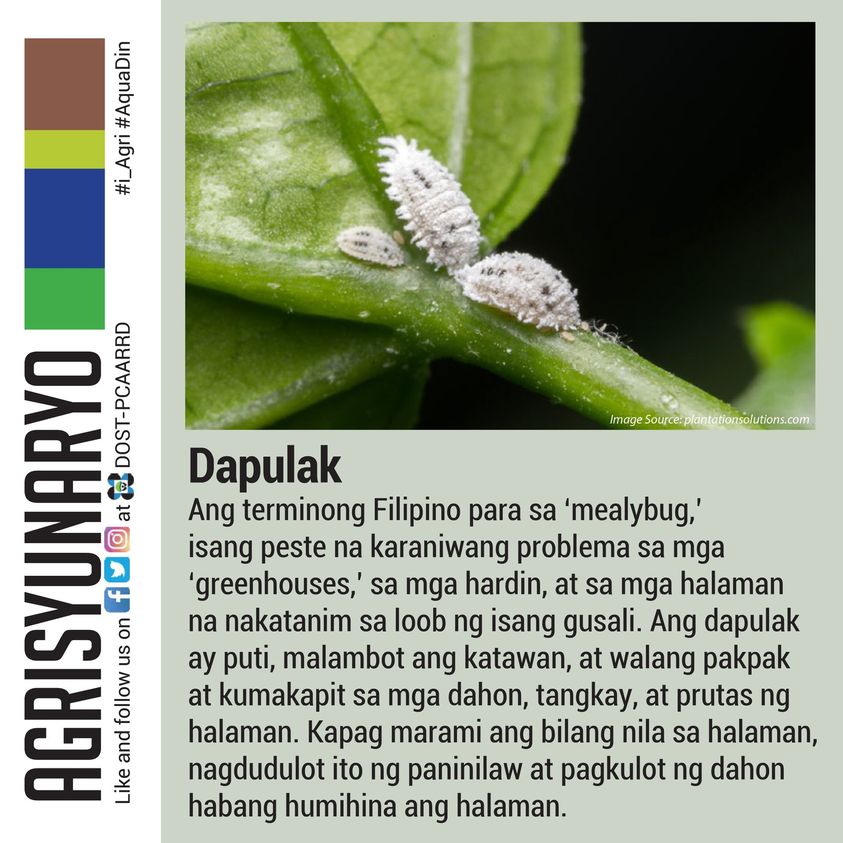 #i_Agri #AquaDin
AGRISYUNARYO
Like and follow us on at DOST-PCAARRD
Image Source: plantationsolutions.com
Dapulak
Ang terminong Filipino para sa ‘mealybug,’
isang peste na karaniwang problema sa mga
‘greenhouses,’ sa mga hardin, at sa mga halaman
na nakatanim sa loob ng isang gusali. Ang dapulak
ay puti, malambot ang katawan, at walang pakpak
at kumakapit sa mga dahon, tangkay, at prutas ng
halaman. Kapag marami ang bilang nila sa halaman,
nagdudulot ito ng paninilaw at pagkulot ng dahon
habang humihina ang halaman.